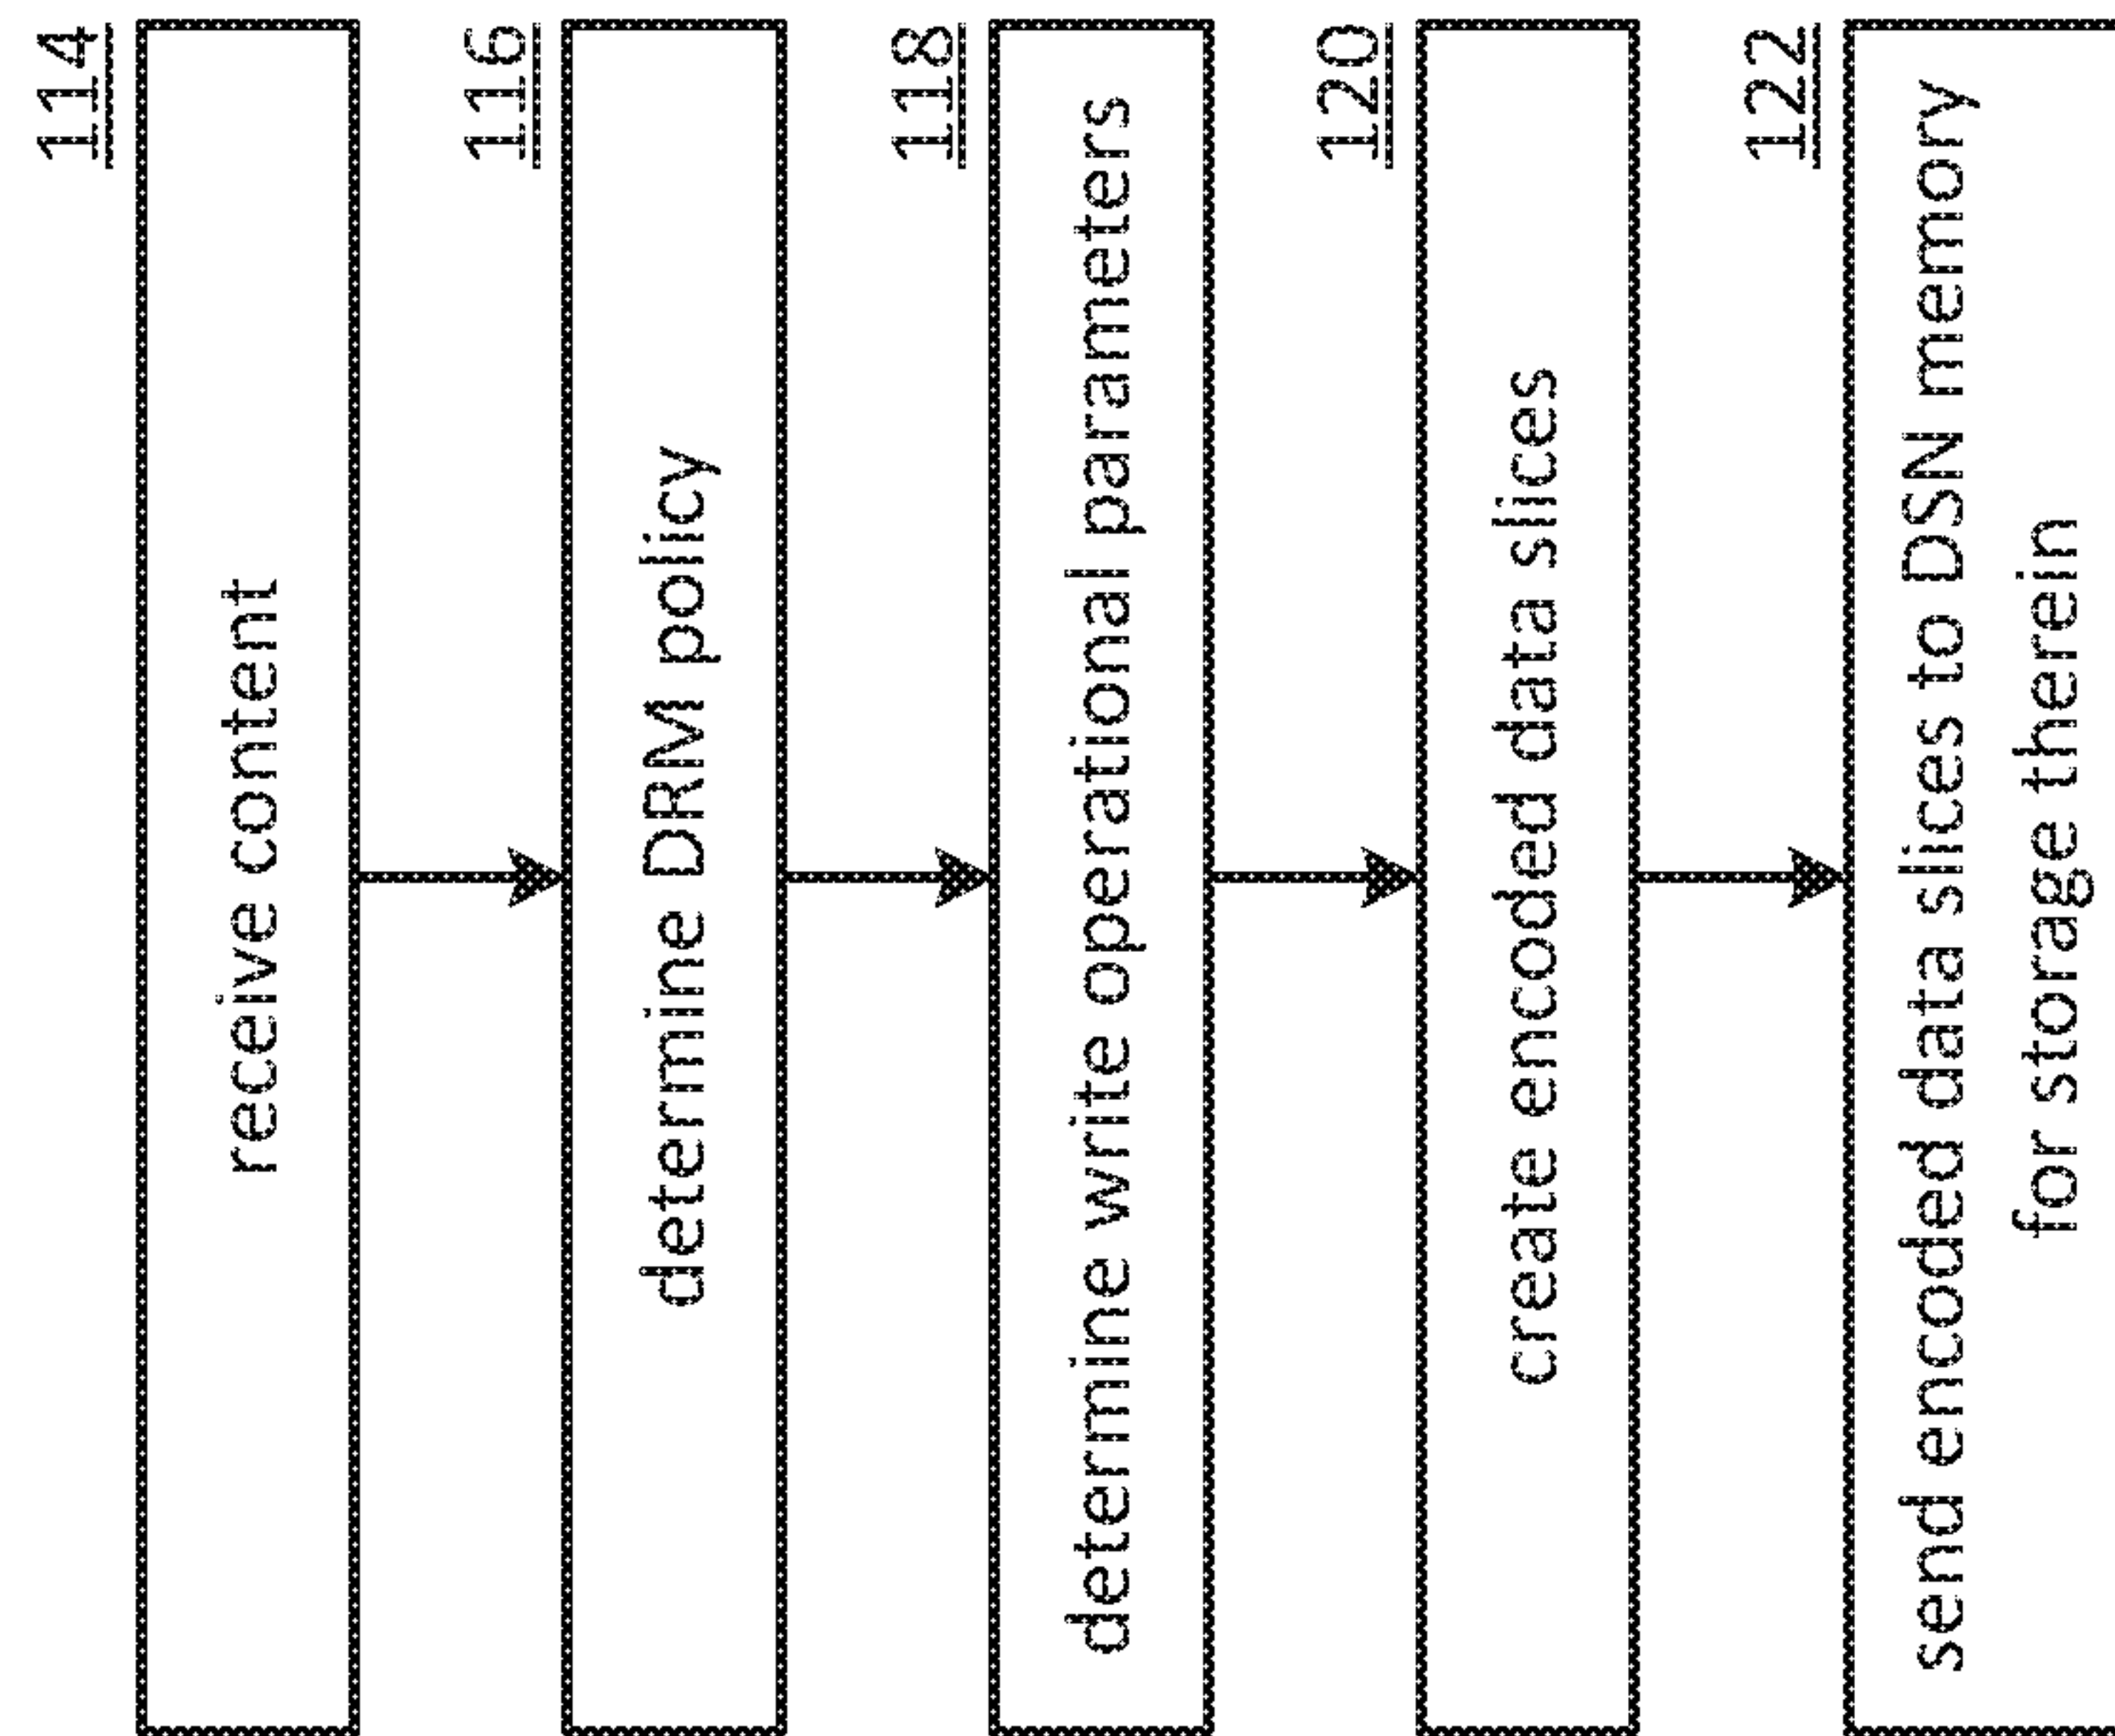 114
receive content
116
determine DRM policy
118
determine write operational parameters
120
create encoded data slices
122
send encoded data slices to DSN memory
for storage therein